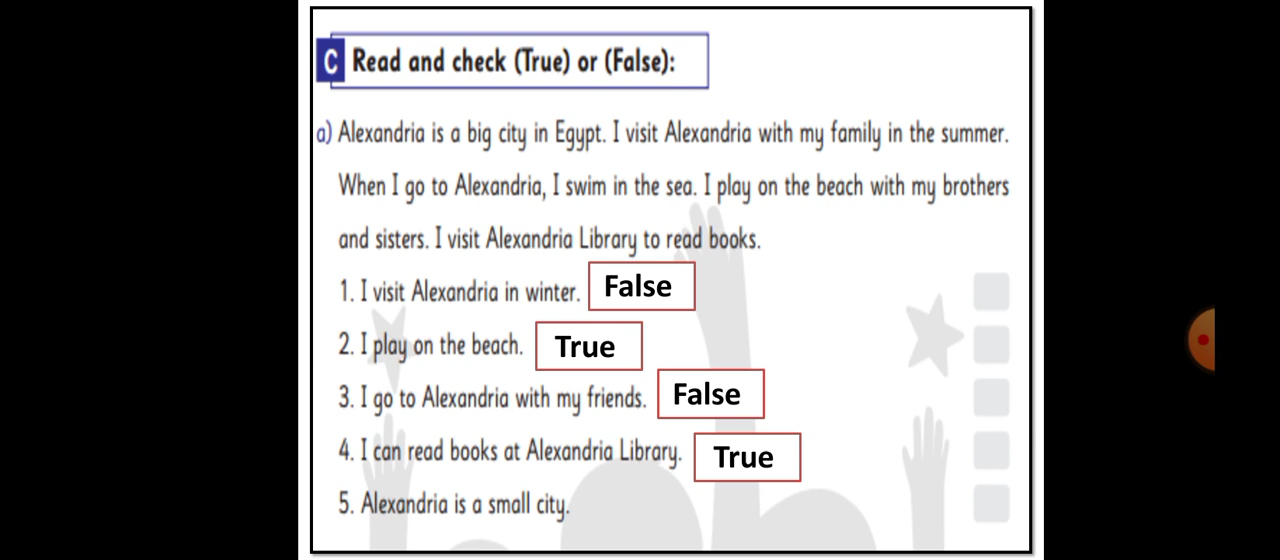 C Read and check (True) or (False):
a) Alexandria is a big city in Egypt. I visit Alexandria with my family in the summer.
When I go to Alexandria, I swim in the sea. I play on the beach with my brothers
and sisters. I visit Alexandria Library to read books.
1. I visit Alexandria in winter. False
2. I play on the beach. True
3. I go to Alexandria with my friends. False
4. I can read books at Alexandria Library. True
5. Alexandria is a small city.